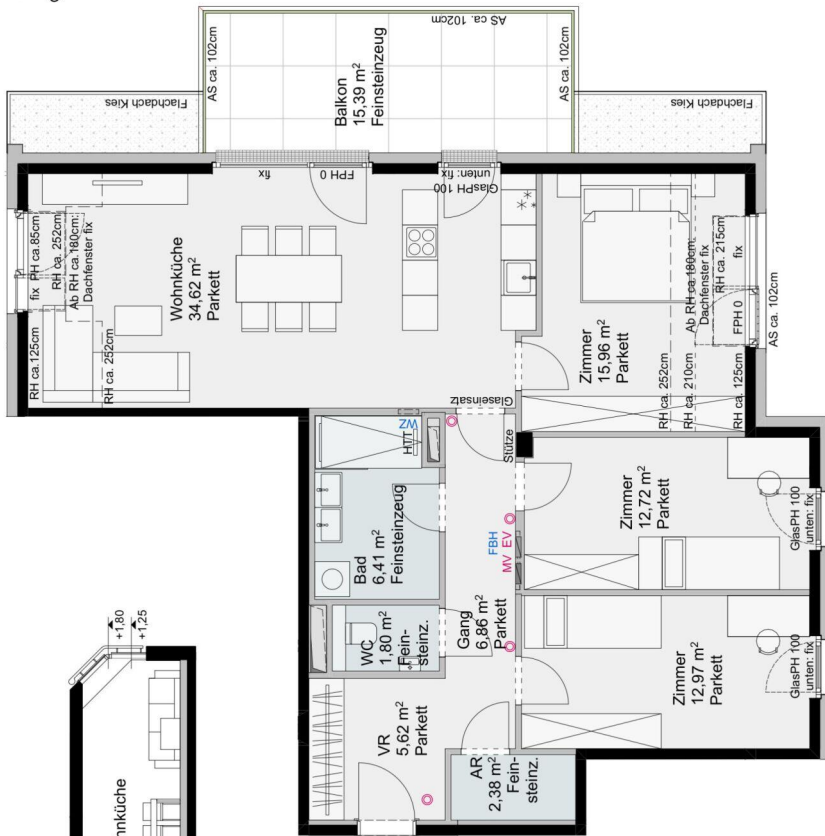 AS ca. 102cm
AS ca. 102cm
AS ca. 102cm
Balkon
15,39 m²
Feinsteinzeug
Flachdach Kies
Flachdach Kies
fix
FPH 0
GlasPH 100
unten: fix
fix
PH ca.85cm
RH ca. 252cm
Ab RH ca.180cm:
Dachfenster fix
RH ca.125cm
RH ca. 252cm
Wohnküche
34,62 m²
Parkett
Zimmer
15,96 m²
Parkett
Ab RH ca.180cm:
Dachfenster fix
RH ca. 215cm
fix
FPH 0
AS ca. 102cm
RH ca. 252cm
RH ca. 210cm
RH ca. 125cm
Glaseinsatz
Stütze
WZ
HTT
Bad
6,41 m²
Feinsteinzeug
FBH
MV EV
Zimmer
12,72 m²
Parkett
GlasPH 100
unten: fix
WC
1,80 m²
Fein-
steinz.
Gang
6,86 m²
Parkett
Zimmer
12,97 m²
Parkett
GlasPH 100
unten: fix
VR
5,62 m²
Parkett
AR
2,38 m²
Fein-
steinz.
+1,80
+1,25
nnküche